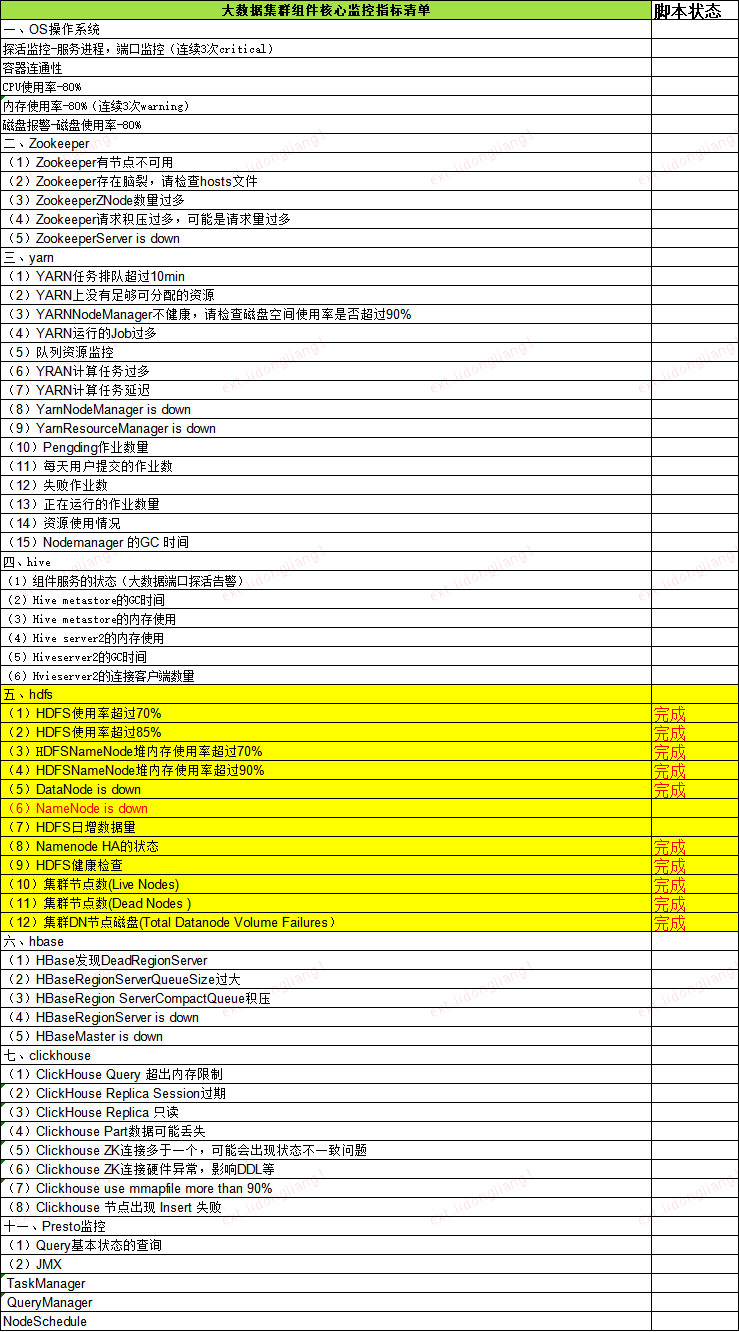 大数据集群组件核心监控指标清单 脚本状态
一、OS操作系统
探活监控-服务进程，端口监控（连续3次critical）
容器连通性
CPU使用率-80%
内存使用率-80%（连续3次warning）
磁盘报警-磁盘使用率-80%
二、Zookeeper
（1）Zookeeper有节点不可用
（2）Zookeeper存在脑裂，请检查hosts文件
（3）ZookeeperZNode数量过多
（4）Zookeeper请求积压过多，可能是请求量过多
（5）ZookeeperServer is down
三、yarn
（1）YARN任务排队超过10min
（2）YARN上没有足够可分配的资源
（3）YARNNodeManager不健康，请检查磁盘空间使用率是否超过90%
（4）YARN运行的Job过多
（5）队列资源监控
（6）YRAN计算任务过多
（7）YARN计算任务延迟
（8）YarnNodeManager is down
（9）YarnResourceManager is down
（10）Pengding作业数量
（11）每天用户提交的作业数
（12）失败作业数
（13）正在运行的作业数量
（14）资源使用情况
（15）Nodemanager 的GC 时间
四、hive
（1）组件服务的状态（大数据端口探活告警）
（2）Hive metastore的GC时间
（3）Hive metastore的内存使用
（4）Hive server2的内存使用
（5）Hiveserver2的GC时间
（6）Hvieserver2的连接客户端数量
五、hdfs
（1）HDFS使用率超过70% 完成
（2）HDFS使用率超过85% 完成
（3）HDFSNameNode堆内存使用率超过70% 完成
（4）HDFSNameNode堆内存使用率超过90% 完成
（5）DataNode is down 完成
（6）NameNode is down
（7）HDFS日增数据量
（8）Namenode HA的状态 完成
（9）HDFS健康检查 完成
（10）集群节点数(Live Nodes) 完成
（11）集群节点数(Dead Nodes ) 完成
（12）集群DN节点磁盘(Total Datanode Volume Failures） 完成
六、hbase
（1）HBase发现DeadRegionServer
（2）HBaseRegionServerQueueSize过大
（3）HBaseRegion ServerCompactQueue积压
（4）HBaseRegionServer is down
（5）HBaseMaster is down
七、clickhouse
（1）ClickHouse Query 超出内存限制
（2）ClickHouse Replica Session过期
（3）ClickHouse Replica 只读
（4）Clickhouse Part数据可能丢失
（5）Clickhouse ZK连接多于一个，可能会出现状态不一致问题
（6）Clickhouse ZK连接硬件异常，影响DDL等
（7）Clickhouse use mmapfile more than 90%
（8）Clickhouse 节点出现 Insert 失败
十一、Presto监控
（1）Query基本状态的查询
（2）JMX
TaskManager
QueryManager
NodeSchedule